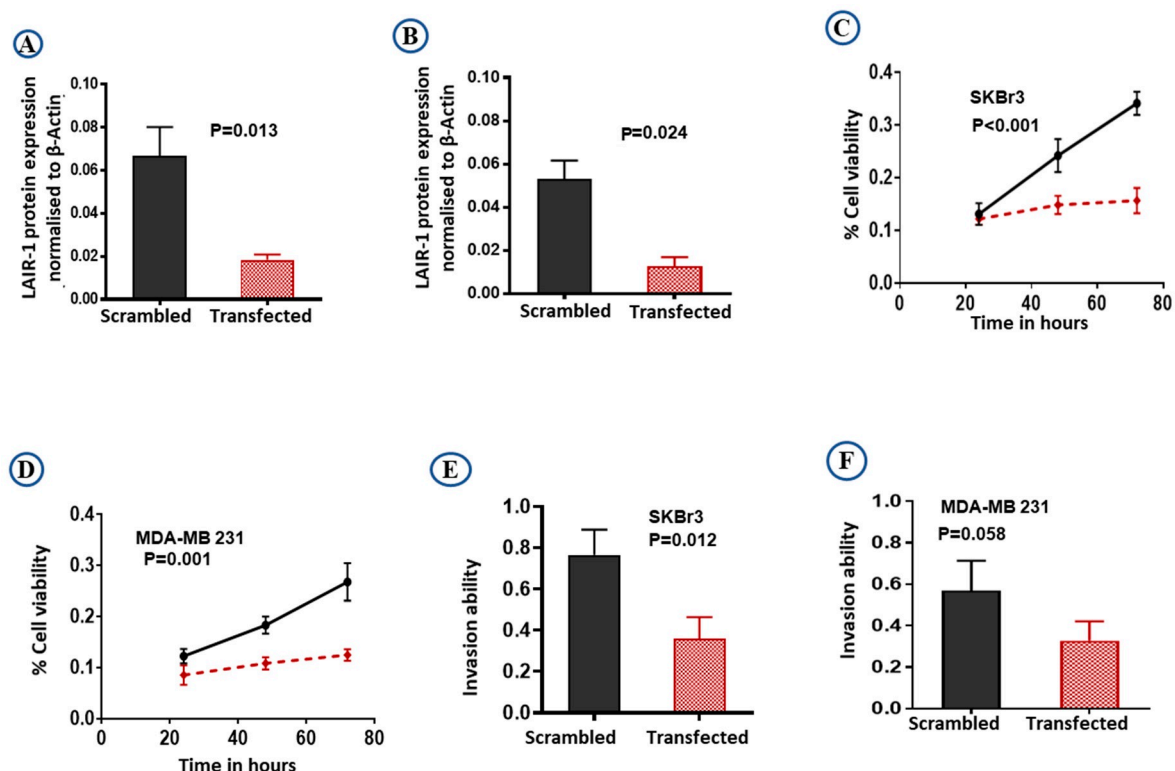 A
LAIR-1 protein expression
normalised to β-Actin
0.10
0.08
0.06
0.04
0.02
0.00
P=0.013
Scrambled
Transfected
B
LAIR-1 protein expression
normalised to β-Actin
0.10
0.08
0.06
0.04
0.02
0.00
P=0.024
Scrambled
Transfected
C
% Cell viability
0.4
0.3
0.2
0.1
0.0
SKBr3
P<0.001
0
20
40
60
80
Time in hours
D
% Cell viability
0.4
0.3
0.2
0.1
0.0
MDA-MB 231
P=0.001
0
20
40
60
80
Time in hours
E
Invasion ability
1.0
0.8
0.6
0.4
0.2
0.0
SKBr3
P=0.012
Scrambled
Transfected
F
Invasion ability
1.0
0.8
0.6
0.4
0.2
0.0
MDA-MB 231
P=0.058
Scrambled
Transfected